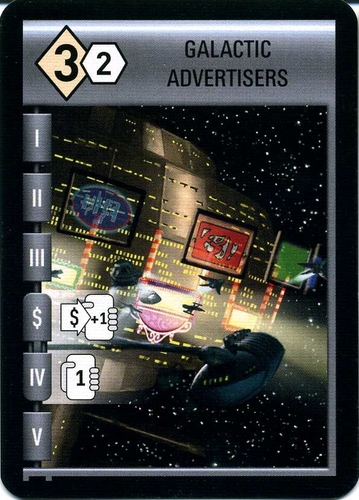 3 2
GALACTIC
ADVERTISERS
I
II
III
$ $ +1
IV 1
V